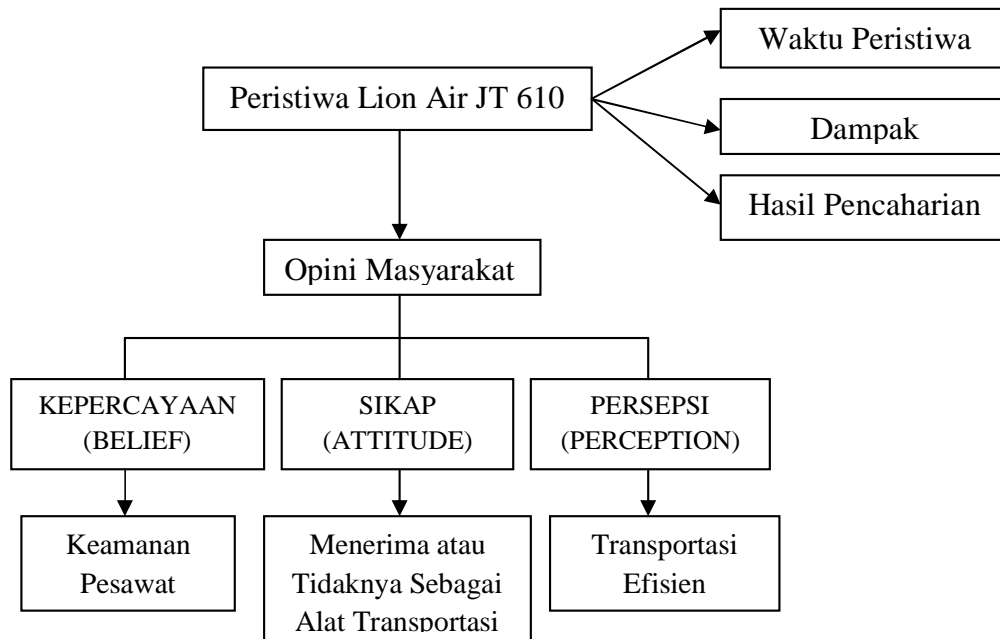 Waktu Peristiwa
Peristiwa Lion Air JT 610
Dampak
Hasil Pencaharian
Opini Masyarakat
KEPERCAYAAN
(BELIEF)
SIKAP
(ATTITUDE)
PERSEPSI
(PERCEPTION)
Keamanan
Pesawat
Menerima atau
Tidaknya Sebagai
Alat Transportasi
Transportasi
Efisien